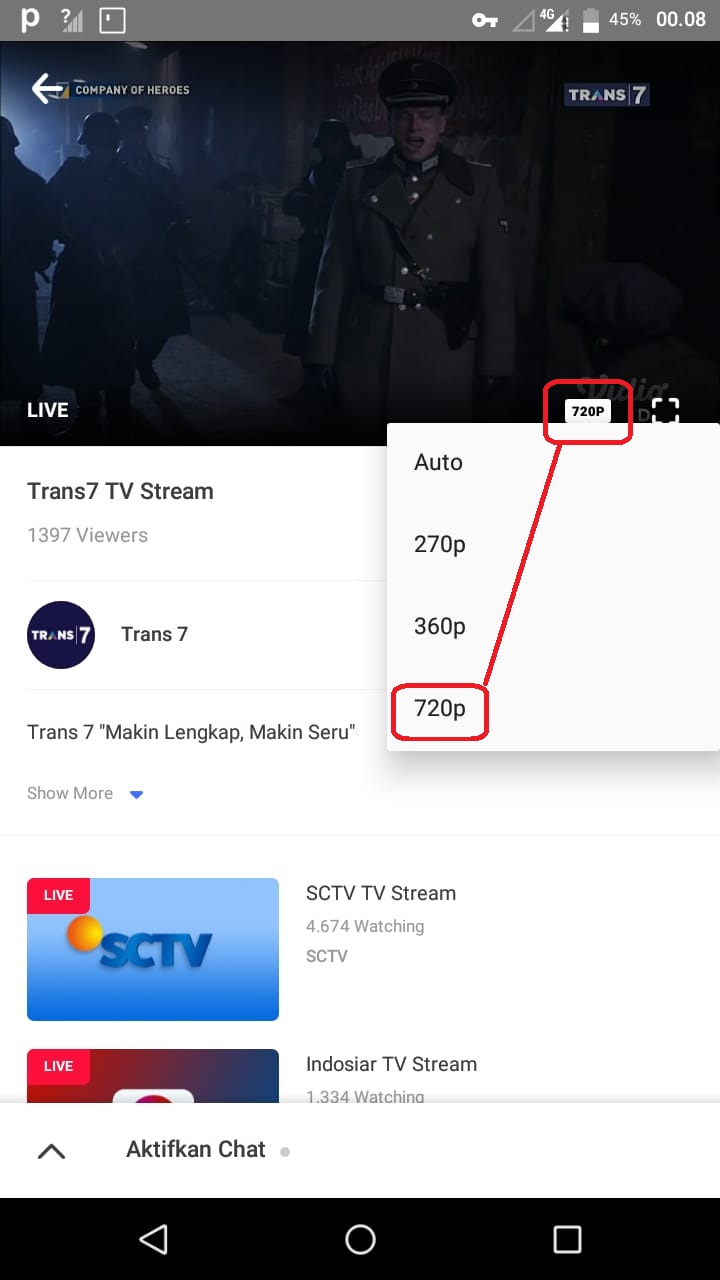 45% 00.08
4G
COMPANY OF HEROES
TRANS|7
LIVE
720P
Auto
270p
360p
720p
Trans7 TV Stream
1397 Viewers
TRANS|7
Trans 7
Trans 7 "Makin Lengkap, Makin Seru"
Show More
LIVE
SCTV
SCTV TV Stream
4.674 Watching
SCTV
LIVE
Indosiar TV Stream
1.334 Watching
Aktifkan Chat